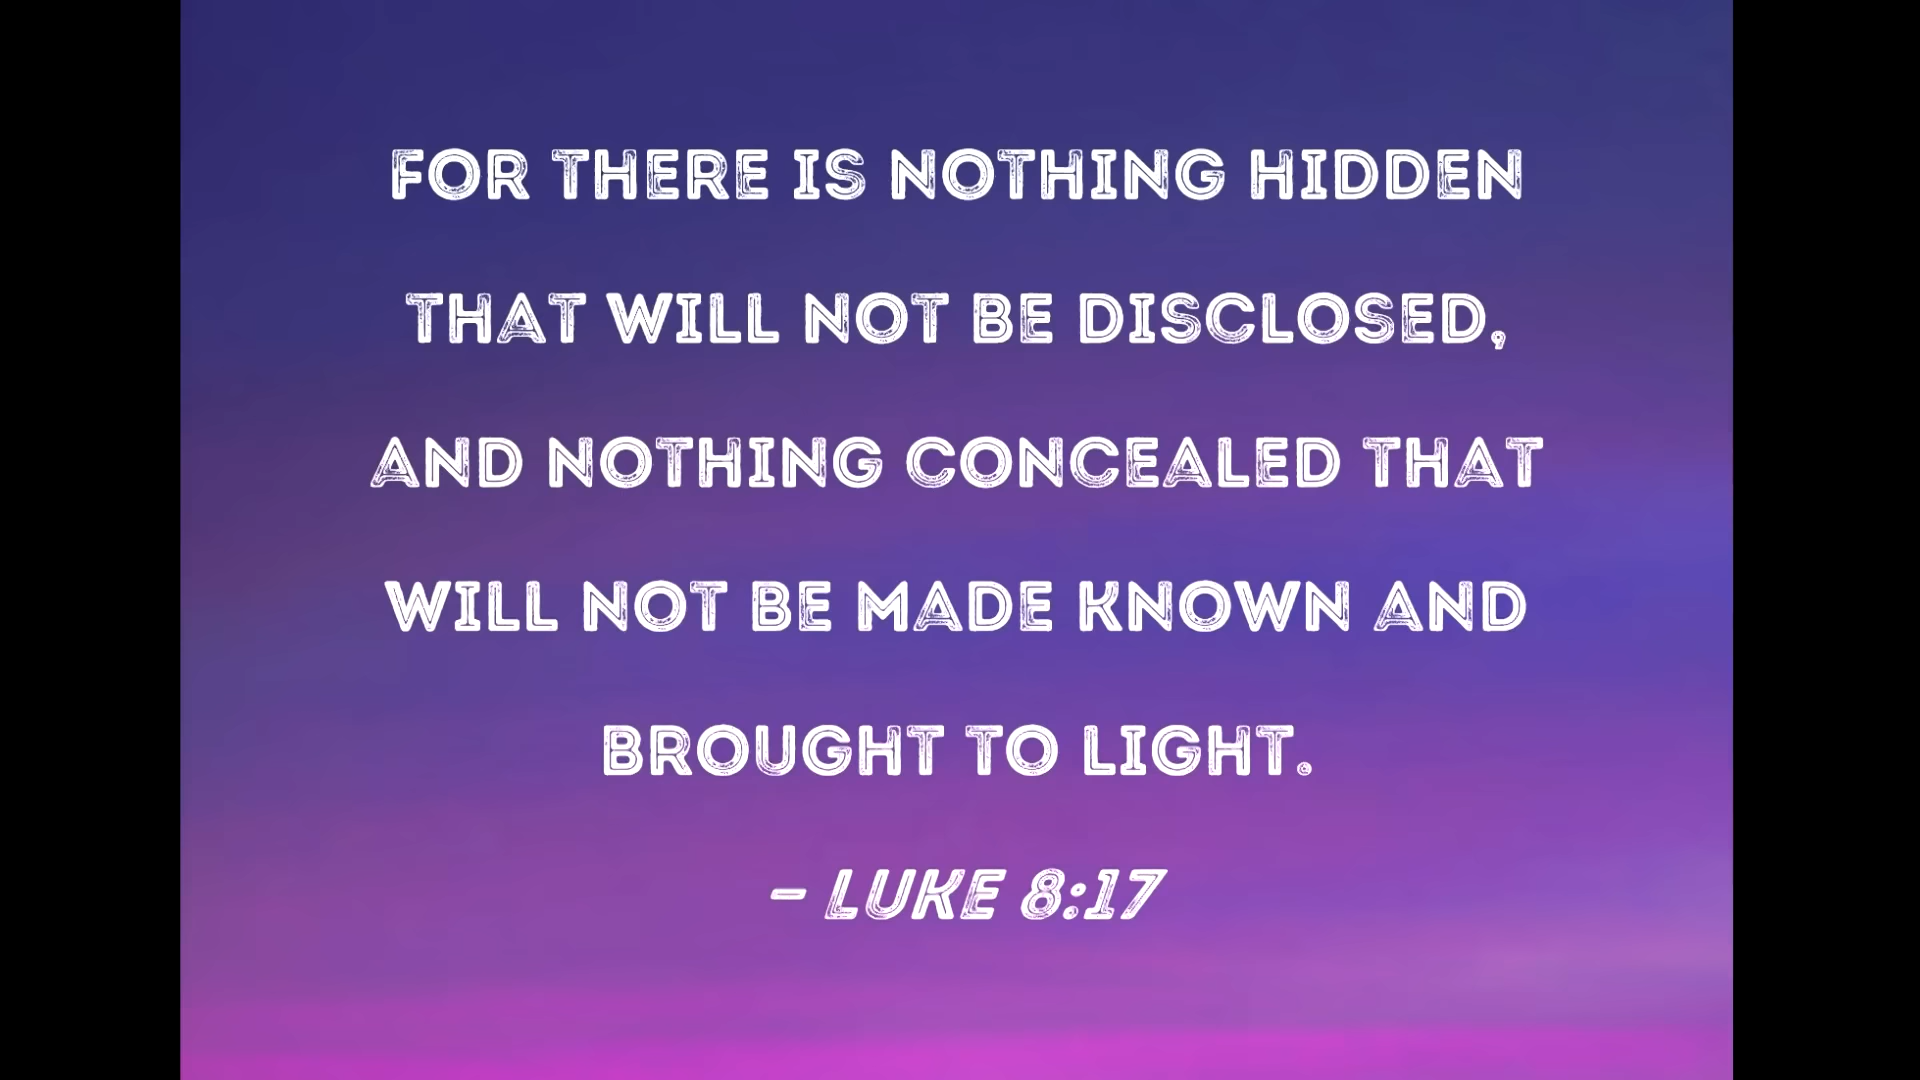 FOR THERE IS NOTHING HIDDEN
THAT WILL NOT BE DISCLOSED,
AND NOTHING CONCEALED THAT
WILL NOT BE MADE KNOWN AND
BROUGHT TO LIGHT.
– LUKE 8:17